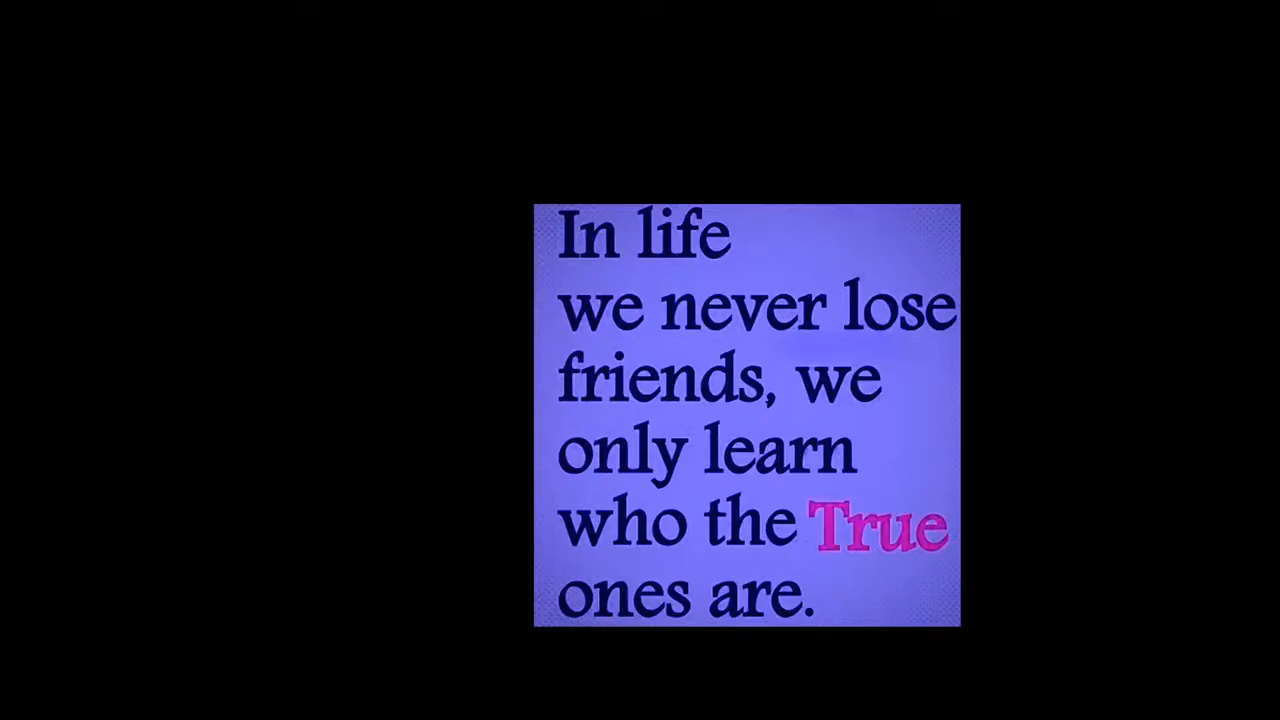 In life
we never lose
friends, we
only learn
who the True
ones are.